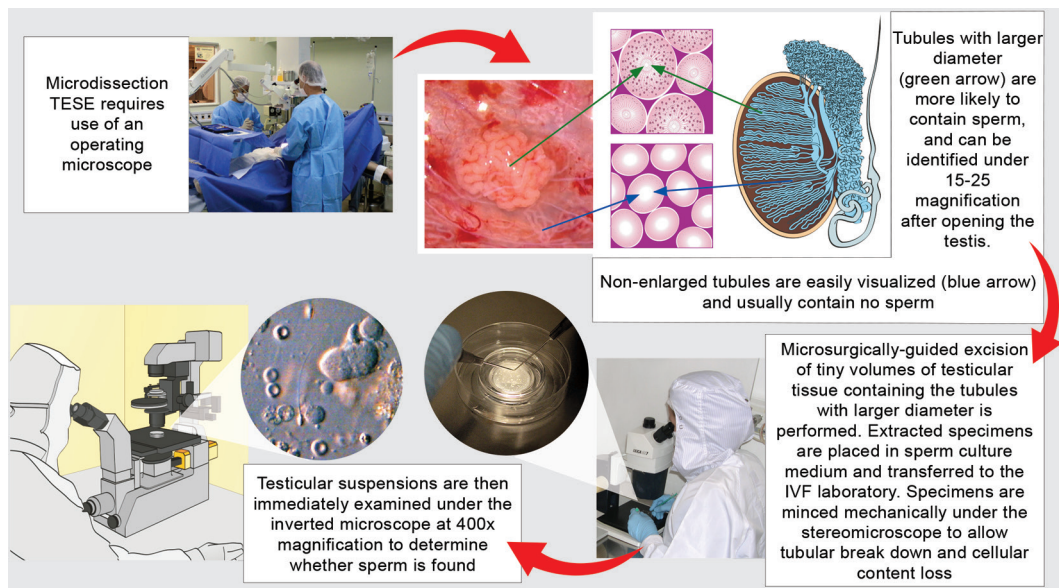 Microdissection
TESE requires
use of an
operating microscope
Tubules with larger
diameter
(green arrow) are
more likely to
contain sperm,
and can be
identified under
15-25
magnification
after opening the
testis.
Non-enlarged tubules are easily visualized (blue arrow)
and usually contain no sperm
Microsurgically-guided excision
of tiny volumes of testicular
tissue containing the tubules
with larger diameter is
performed. Extracted specimens
are placed in sperm culture
medium and transferred to the
IVF laboratory. Specimens are
minced mechanically under the
stereomicroscope to allow
tubular break down and cellular
content loss
Testicular suspensions are then
immediately examined under the
inverted microscope at 400x
magnification to determine
whether sperm is found